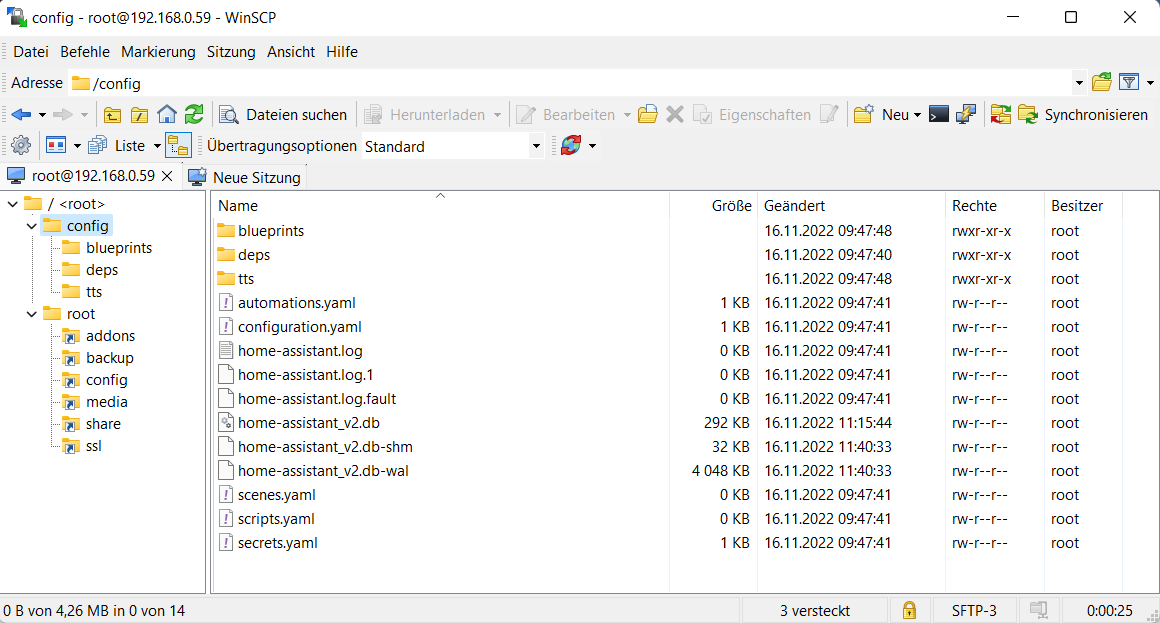 config - root@192.168.0.59 - WinSCP
Datei Befehle Markierung Sitzung Ansicht Hilfe
Adresse /config
Dateien suchen Herunterladen Bearbeiten Eigenschaften Neu Synchronisieren
Liste Übertragungsoptionen Standard
root@192.168.0.59 Neue Sitzung
/ <root>
config
blueprints
deps
tts
root
addons
backup
config
media
share
ssl
Name Größe Geändert Rechte Besitzer
blueprints 16.11.2022 09:47:48 rwxr-xr-x root
deps 16.11.2022 09:47:40 rwxr-xr-x root
tts 16.11.2022 09:47:48 rwxr-xr-x root
automations.yaml 1 KB 16.11.2022 09:47:41 rw-r--r-- root
configuration.yaml 1 KB 16.11.2022 09:47:41 rw-r--r-- root
home-assistant.log 0 KB 16.11.2022 09:47:41 rw-r--r-- root
home-assistant.log.1 0 KB 16.11.2022 09:47:41 rw-r--r-- root
home-assistant.log.fault 0 KB 16.11.2022 09:47:41 rw-r--r-- root
home-assistant_v2.db 292 KB 16.11.2022 11:15:44 rw-r--r-- root
home-assistant_v2.db-shm 32 KB 16.11.2022 11:40:33 rw-r--r-- root
home-assistant_v2.db-wal 4 048 KB 16.11.2022 11:40:33 rw-r--r-- root
scenes.yaml 0 KB 16.11.2022 09:47:41 rw-r--r-- root
scripts.yaml 0 KB 16.11.2022 09:47:41 rw-r--r-- root
secrets.yaml 1 KB 16.11.2022 09:47:41 rw-r--r-- root
0 B von 4,26 MB in 0 von 14 3 versteckt SFTP-3 0:00:25